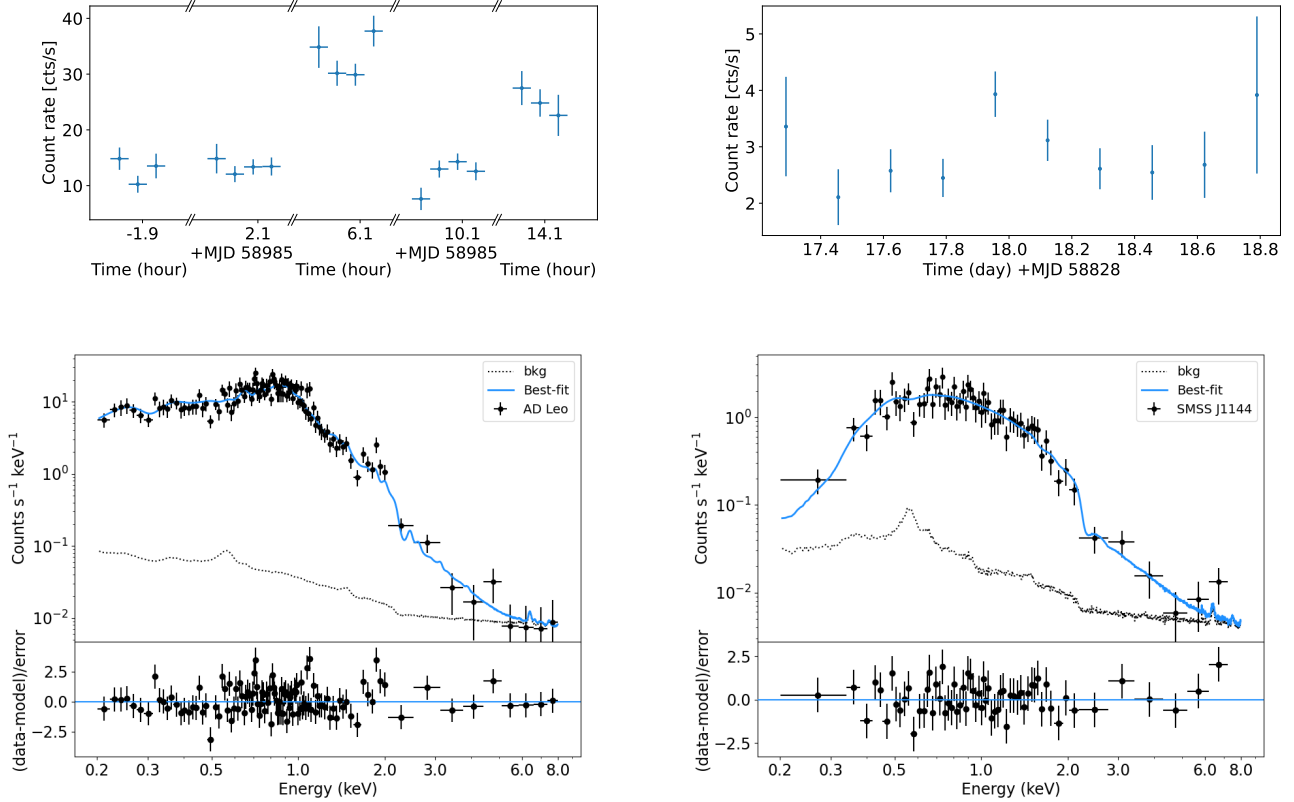 40
30
20
10
Count rate [cts/s]
-1.9
2.1
6.1
10.1
14.1
+MJD 58985
+MJD 58985
Time (hour)
Time (hour)
Time (hour)
5
4
3
2
Count rate [cts/s]
17.4
17.6
17.8
18.0
18.2
18.4
18.6
18.8
Time (day) +MJD 58828
bkg
Best-fit
AD Leo
10¹
10⁰
10⁻¹
10⁻²
Counts s⁻¹ keV⁻¹
2.5
0.0
−2.5
(data-model)/error
0.2
0.3
0.5
1.0
2.0
3.0
6.0
8.0
Energy (keV)
bkg
Best-fit
SMSS J1144
10⁰
10⁻¹
10⁻²
Counts s⁻¹ keV⁻¹
2.5
0.0
−2.5
(data-model)/error
0.2
0.3
0.5
1.0
2.0
3.0
6.0
8.0
Energy (keV)